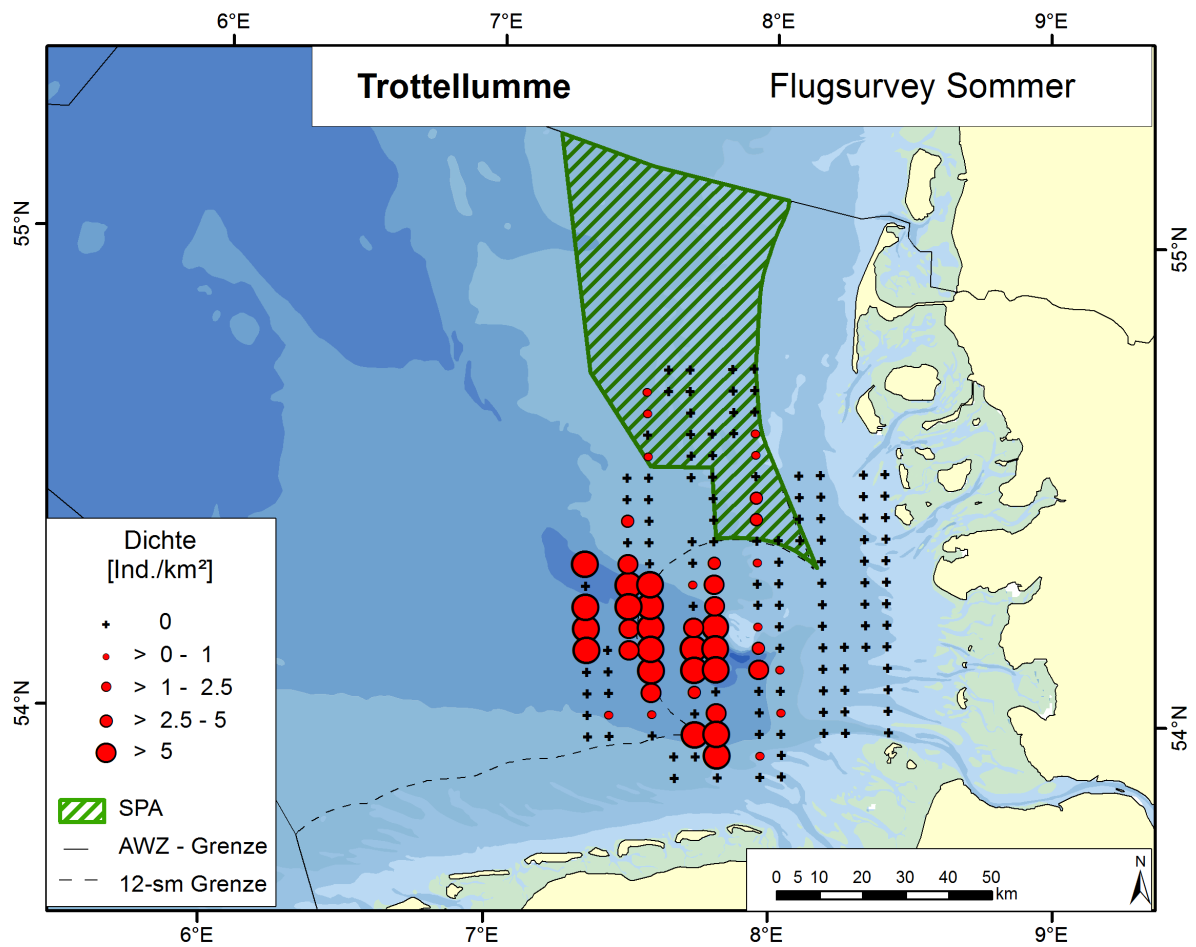 6°E 7°E 8°E 9°E
Trottellumme Flugsurvey Sommer
55°N 55°N
Dichte
[Ind./km²]
0
> 0 - 1
> 1 - 2.5
> 2.5 - 5
> 5
SPA
AWZ - Grenze
12-sm Grenze
54°N 54°N
N
0 5 10 20 30 40 50
km
6°E 7°E 8°E 9°E